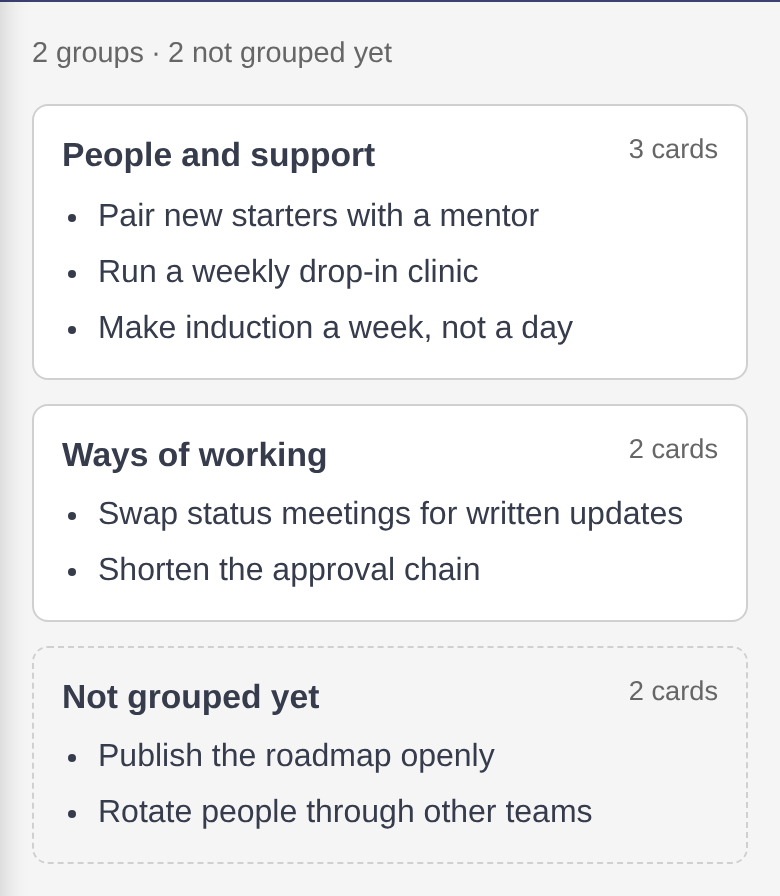 2 groups · 2 not grouped yet
People and support
3 cards
• Pair new starters with a mentor
• Run a weekly drop-in clinic
• Make induction a week, not a day
Ways of working
2 cards
• Swap status meetings for written updates
• Shorten the approval chain
Not grouped yet
2 cards
• Publish the roadmap openly
• Rotate people through other teams